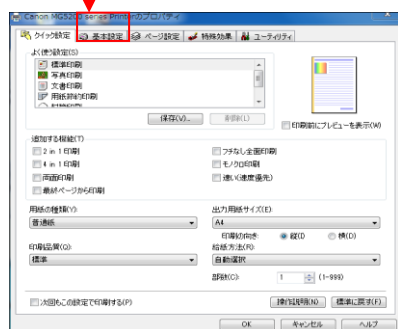 Canon MG5200 series Printerのプロパティ
クイック設定 基本設定 ページ設定 特殊効果 ユーティリティ
よく使う設定(S)
標準印刷
写真印刷
文書印刷
用紙節約印刷
保存(V)... 削除(L)
印刷前にプレビューを表示(W)
追加する機能(T)
2 in 1 印刷 フチなし全面印刷
4 in 1 印刷 モノクロ印刷
両面印刷 速い(速度優先)
最終ページから印刷
用紙の種類(Y): 出力用紙サイズ(E):
普通紙 A4
印刷の向き: 縦(I) 横(D)
印刷品質(Q): 給紙方法(R):
標準 自動選択
部数(C): 1 (1-999)
次回もこの設定で印刷する(P) 操作説明(N) 標準に戻す(F)
OK キャンセル ヘルプ